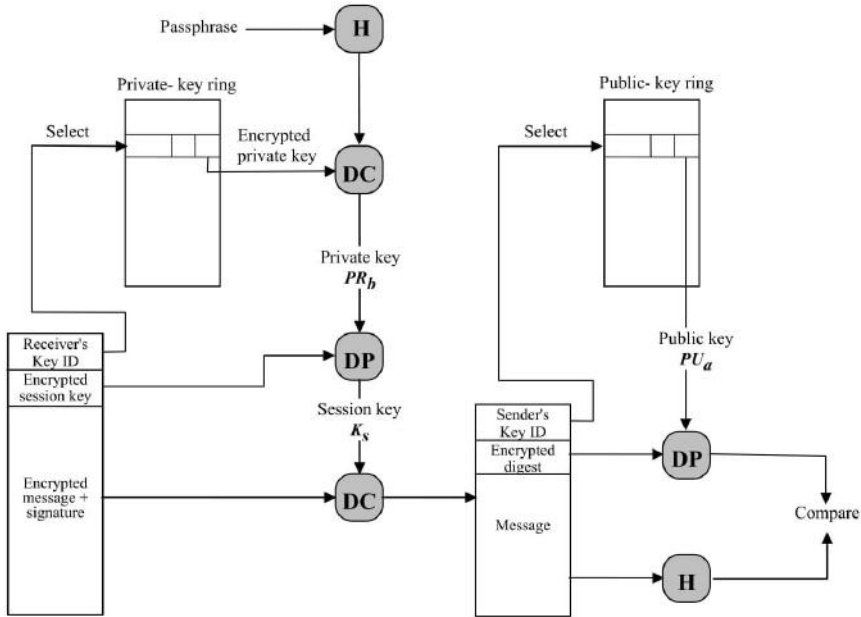 Passphrase
H
Private- key ring
Public- key ring
Select
Encrypted
private key
DC
Select
Private key
PRb
Public key
PUa
Receiver's
Key ID
Encrypted
session key
DP
Session key
Ks
Sender's
Key ID
Encrypted
digest
DP
Encrypted
message +
signature
DC
Message
Compare
H